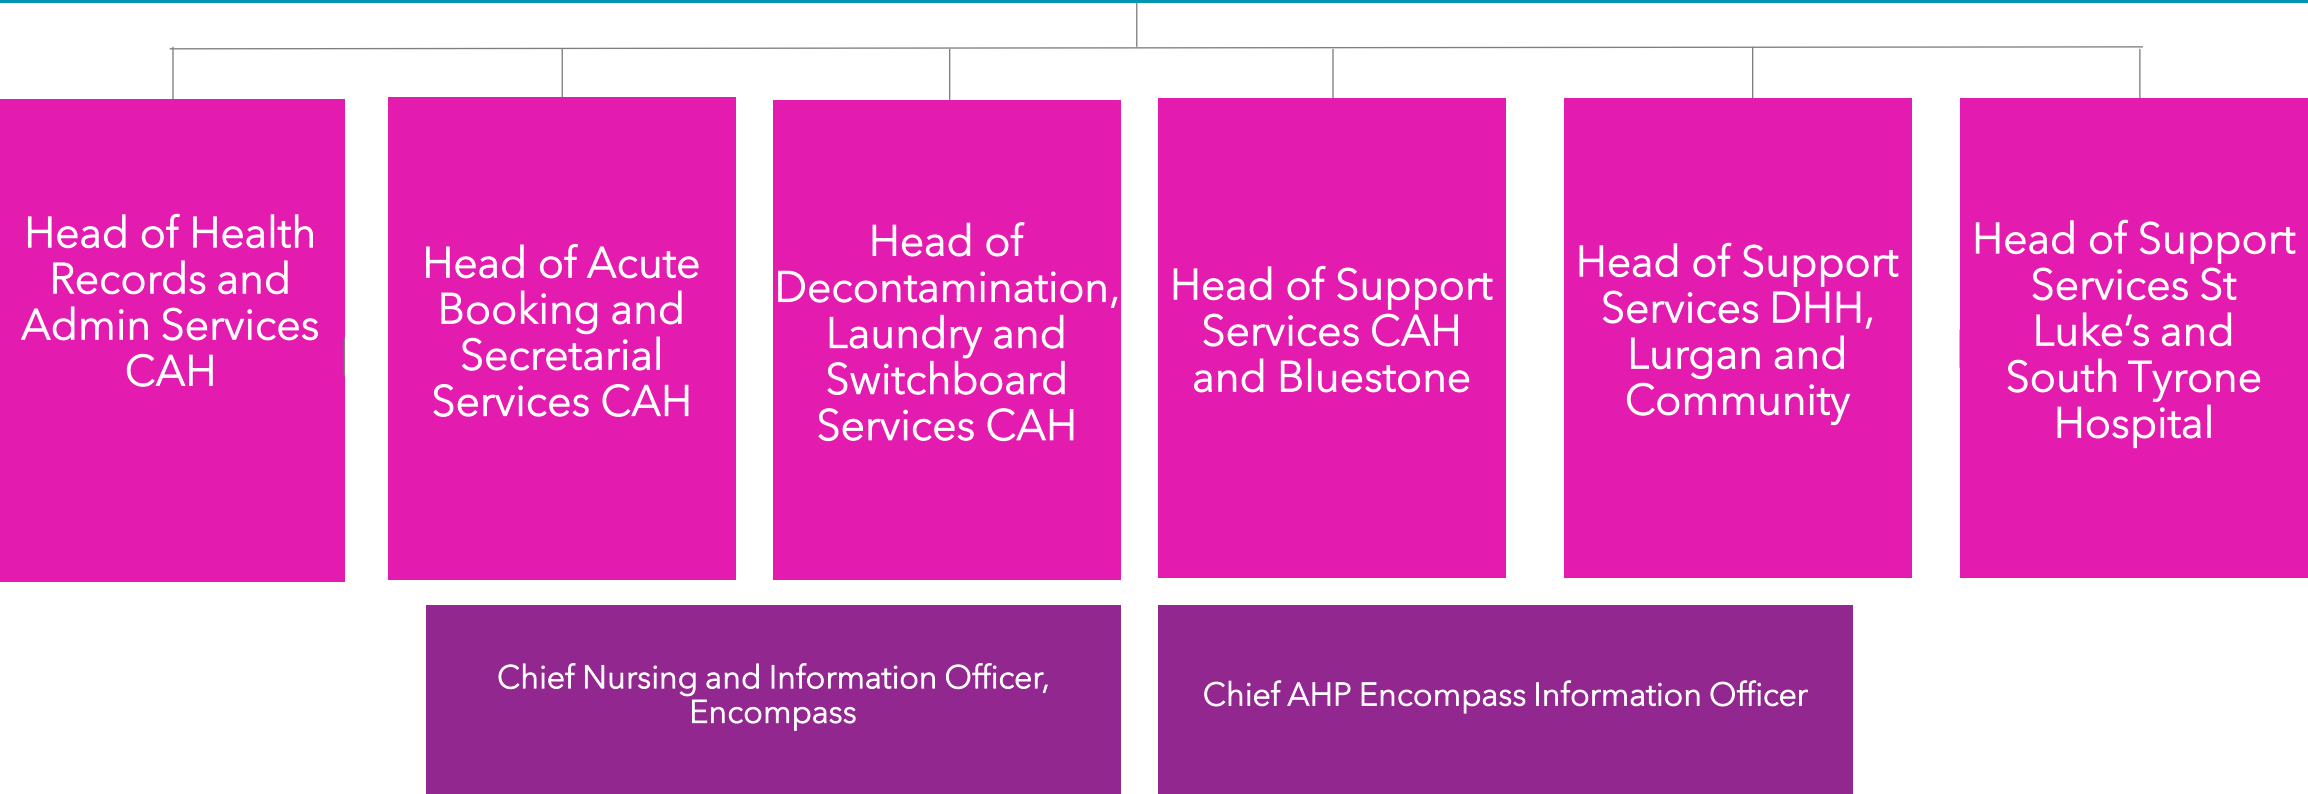 Head of Health
Records and
Admin Services
CAH
Head of Acute
Booking and
Secretarial
Services CAH
Head of
Decontamination,
Laundry and
Switchboard
Services CAH
Head of Support
Services CAH
and Bluestone
Head of Support
Services DHH,
Lurgan and
Community
Head of Support
Services St
Luke’s and
South Tyrone
Hospital
Chief Nursing and Information Officer,
Encompass
Chief AHP Encompass Information Officer